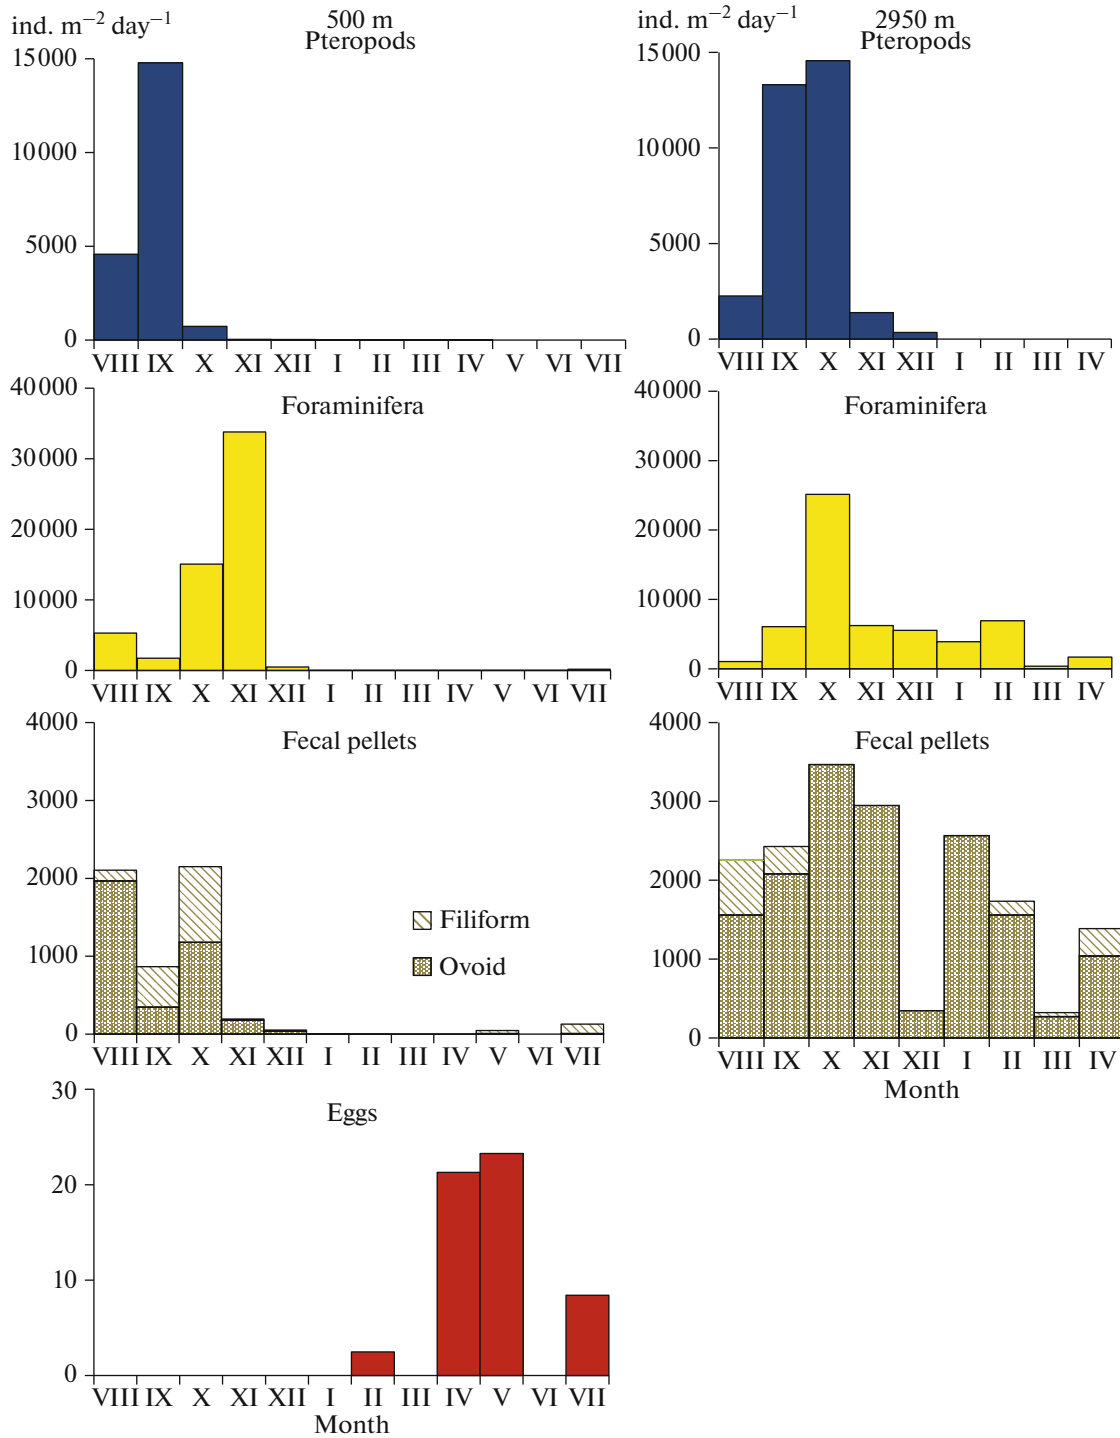 ind. m−2 day−1
500 m
Pteropods
15000
10000
5000
0
VIII IX X XI XII I II III IV V VI VII
ind. m−2 day−1
2950 m
Pteropods
15000
10000
5000
0
VIII IX X XI XII I II III IV
40000
Foraminifera
30000
20000
10000
0
VIII IX X XI XII I II III IV V VI VII
40000
Foraminifera
30000
20000
10000
0
VIII IX X XI XII I II III IV
4000
Fecal pellets
3000
2000
Filiform
1000
Ovoid
0
VIII IX X XI XII I II III IV V VI VII
4000
Fecal pellets
3000
2000
1000
0
VIII IX X XI XII I II III IV
Month
30
Eggs
20
10
0
VIII IX X XI XII I II III IV V VI VII
Month